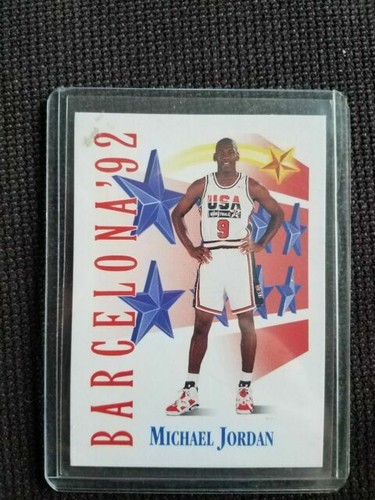 BARCELONA '92
USA
9
MICHAEL JORDAN